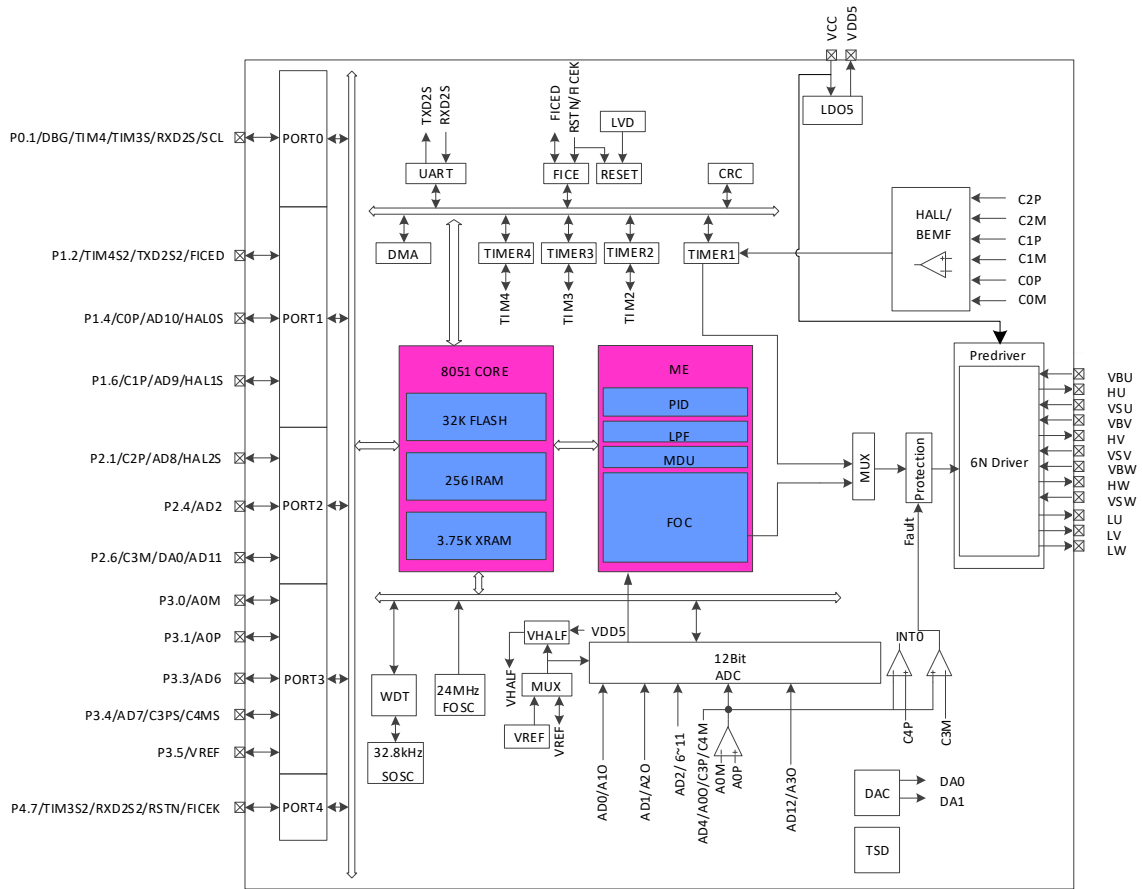 VCC
VDD5
LDO5
P0.1/DBG/TIM4/TIM3S/RXD2S/SCL
PORT0
TXD2S
RXD2S
FICED
RSTN/FICEK
LVD
UART
FICE
RESET
CRC
P1.2/TIM4S2/TXD2S2/FICED
P1.4/C0P/AD10/HAL0S
P1.6/C1P/AD9/HAL1S
PORT1
DMA
TIMER4
TIMER3
TIMER2
TIMER1
TIM4
TIM3
TIM2
HALL/
BEMF
C2P
C2M
C1P
C1M
C0P
C0M
8051 CORE
32K FLASH
256 IRAM
3.75K XRAM
ME
PID
LPF
MDU
FOC
MUX
Protection
Fault
Predriver
6N Driver
VBU
HU
VSU
VBV
HV
VSV
VBW
HW
VSW
LU
LV
LW
P2.1/C2P/AD8/HAL2S
P2.4/AD2
P2.6/C3M/DA0/AD11
PORT2
P3.0/A0M
P3.1/A0P
P3.3/AD6
P3.4/AD7/C3PS/C4MS
P3.5/VREF
PORT3
P4.7/TIM3S2/RXD2S2/RSTN/FICEK
PORT4
WDT
32.8kHz
SOSC
24MHz
FOSC
VHALF
VDD5
VHALF
MUX
VREF
VREF
12Bit
ADC
INT0
C4P
C3M
AD0/A1O
AD1/A2O
AD2/ 6~11
AD4/A0O/C3P/C4M
A0M
A0P
AD12/A3O
DAC
DA0
DA1
TSD